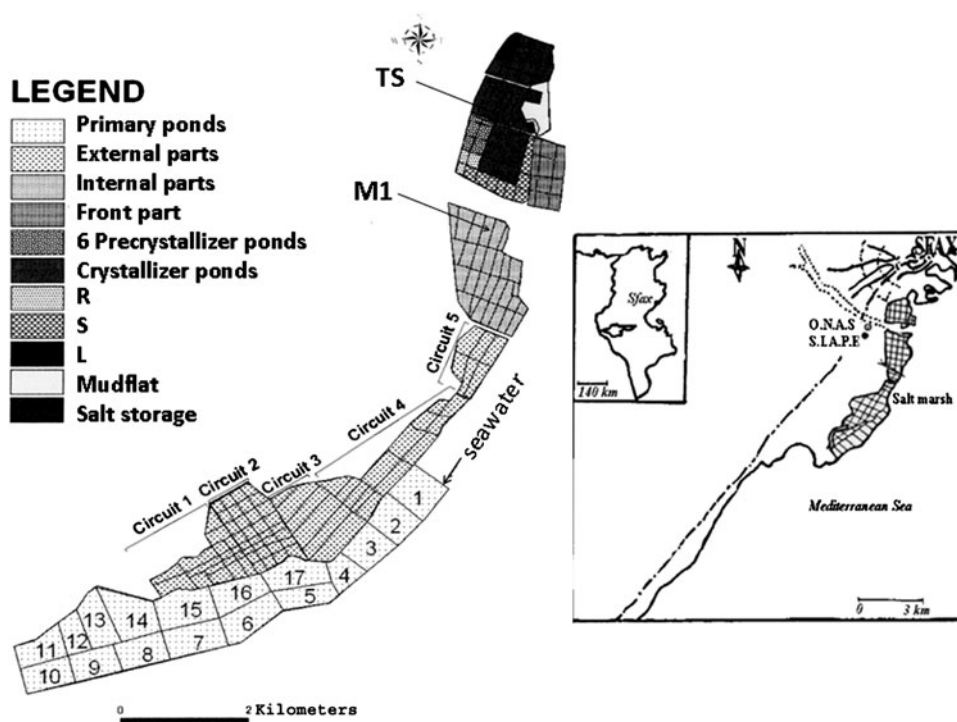 TS
LEGEND
Primary ponds
External parts
Internal parts
Front part
6 Precrystallizer ponds
Crystallizer ponds
R
S
L
Mudflat
Salt storage
M1
Circuit 5
Circuit 4
Circuit 3
Circuit 2
Circuit 1
seawater
1
2
3
4
5
6
7
8
9
10
11
12
13
14
15
16
17
0 2 Kilometers
N
SFAX
Sfax
140 km
O.N.A.S
S.I.A.P.E
Salt marsh
Mediterranean Sea
0 3 km